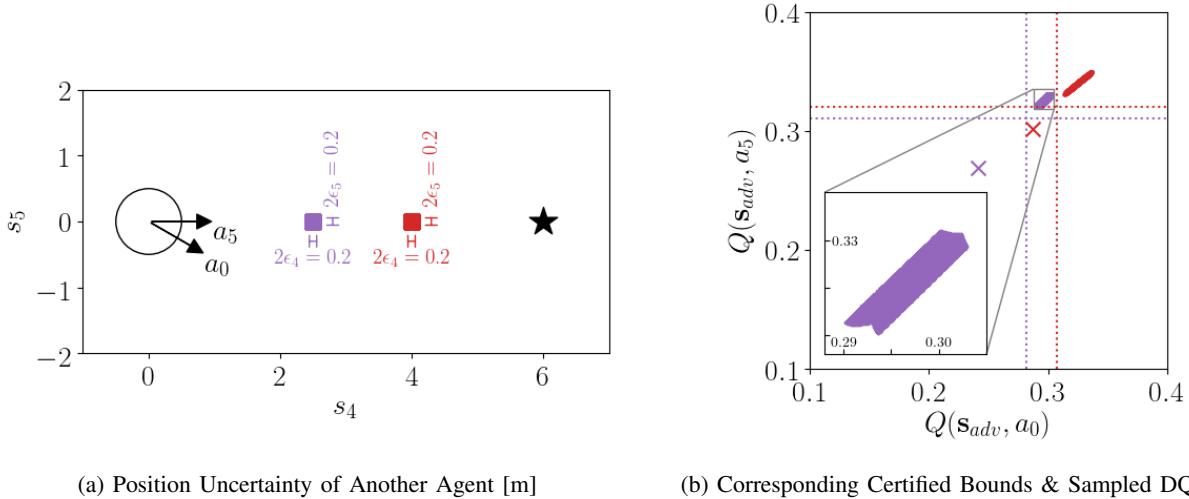 2
1
0
−1
−2
s₅
0
2
4
6
s₄
a₅
a₀
2ϵ₅ = 0.2
2ϵ₅ = 0.2
2ϵ₄ = 0.2
2ϵ₄ = 0.2
(a) Position Uncertainty of Another Agent [m]
0.4
0.3
0.2
0.1
Q(s_adv, a₅)
0.33
0.29
0.30
0.1
0.2
0.3
0.4
Q(s_adv, a₀)
(b) Corresponding Certified Bounds & Sampled DQ